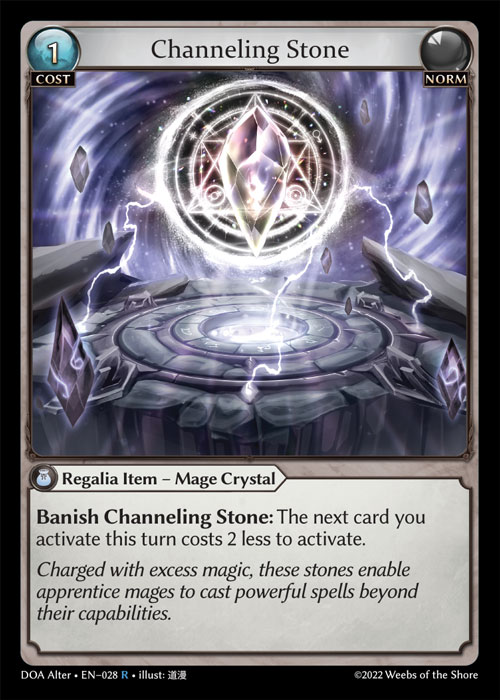 1
Channeling Stone
COST
NORM
Regalia Item – Mage Crystal
Banish Channeling Stone: The next card you
activate this turn costs 2 less to activate.
Charged with excess magic, these stones enable
apprentice mages to cast powerful spells beyond
their capabilities.
DOA Alter • EN–028 R • illust: 道漫
©2022 Weebs of the Shore